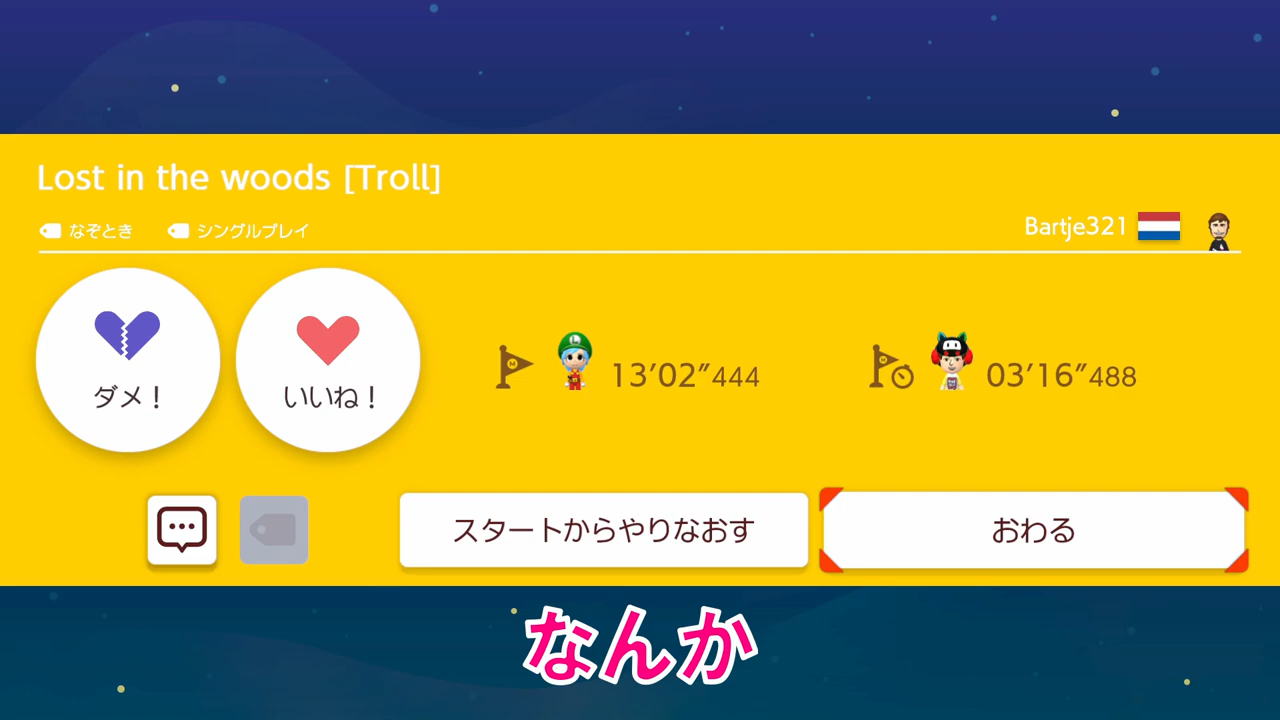 Lost in the woods [Troll]
なぞとき シングルプレイ
Bartje321
ダメ！ いいね！
13’02”444 03’16”488
スタートからやりなおす おわる
なんか